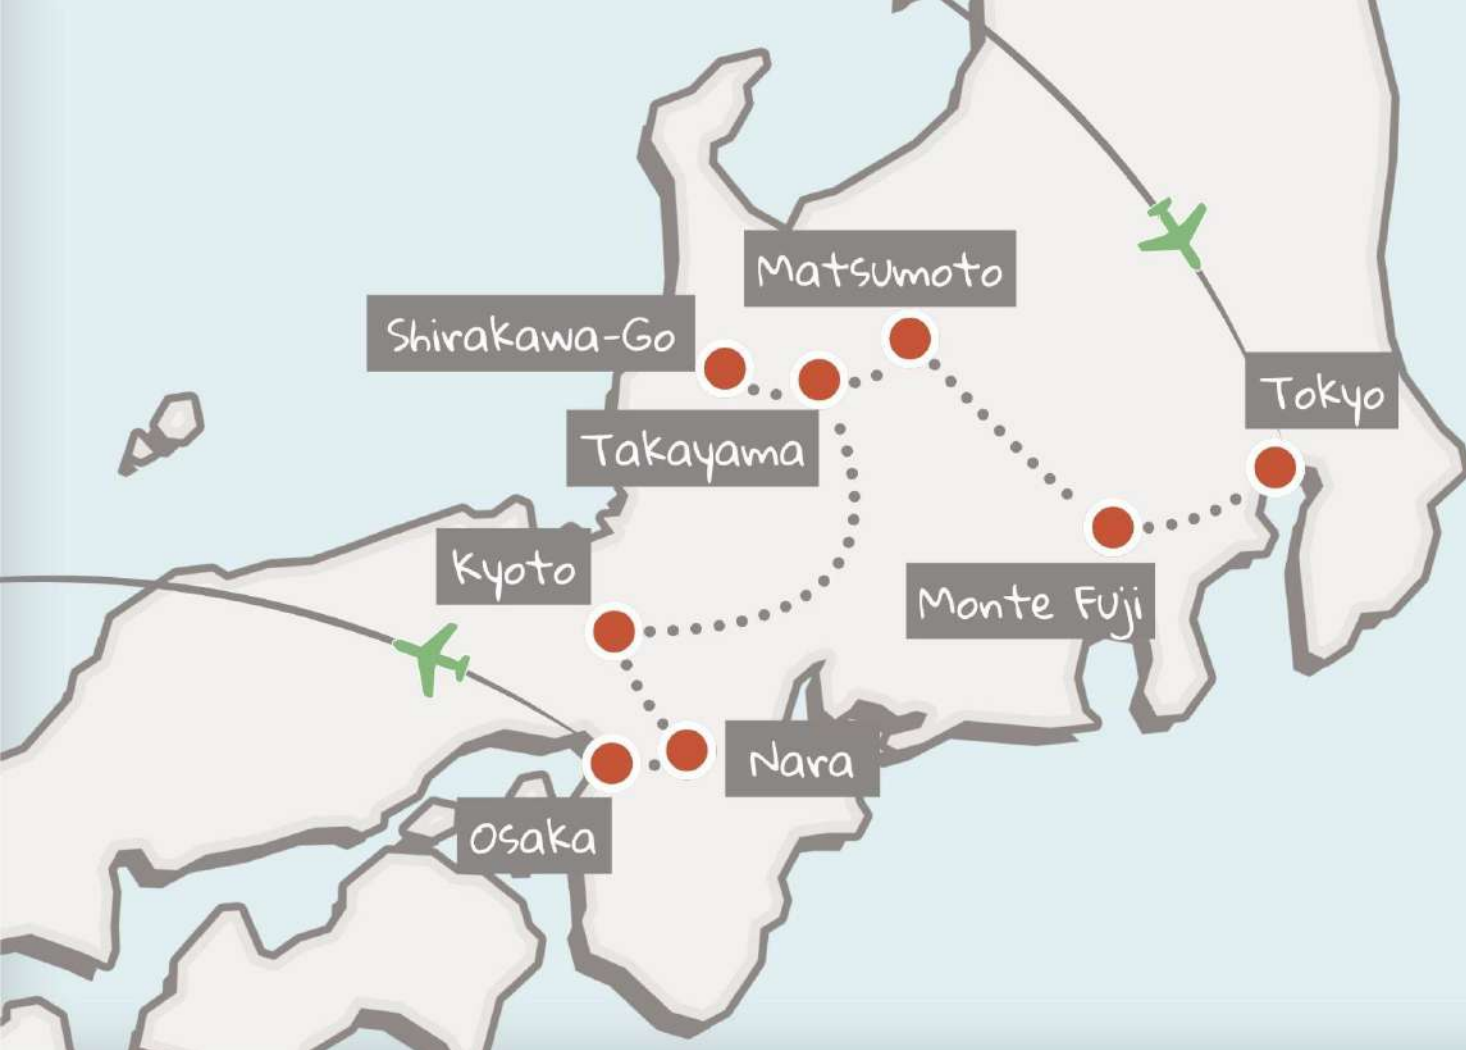 Matsumoto
Shirakawa-Go
Tokyo
Takayama
Kyoto
Monte Fuji
Nara
Osaka